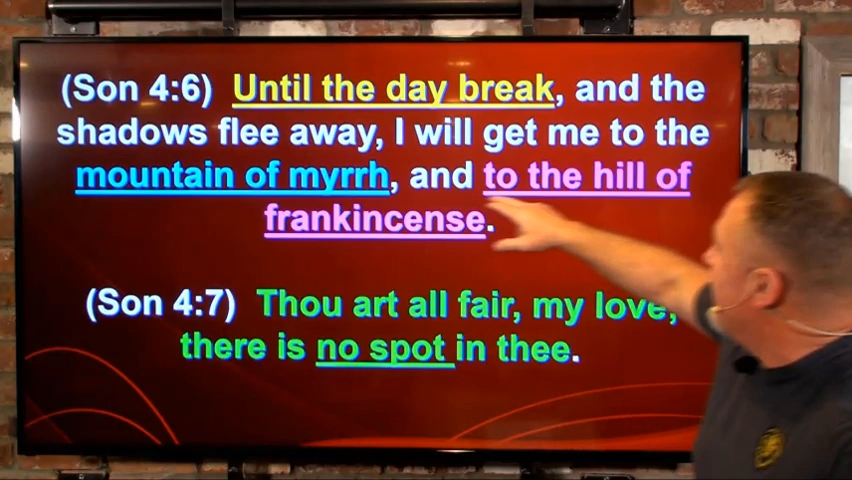 (Son 4:6) Until the day break, and the
shadows flee away, I will get me to the
mountain of myrrh, and to the hill of
frankincense.
(Son 4:7) Thou art all fair, my love,
there is no spot in thee.